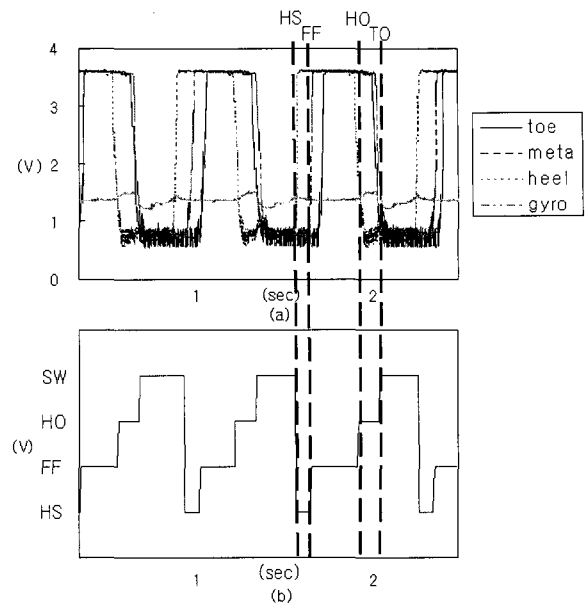 HS
FF
HO
TO
4
3
(V) 2
1
0
1 (sec) 2
(a)
toe
meta
heel
gyro
SW
HO
(V)
FF
HS
1 (sec) 2
(b)